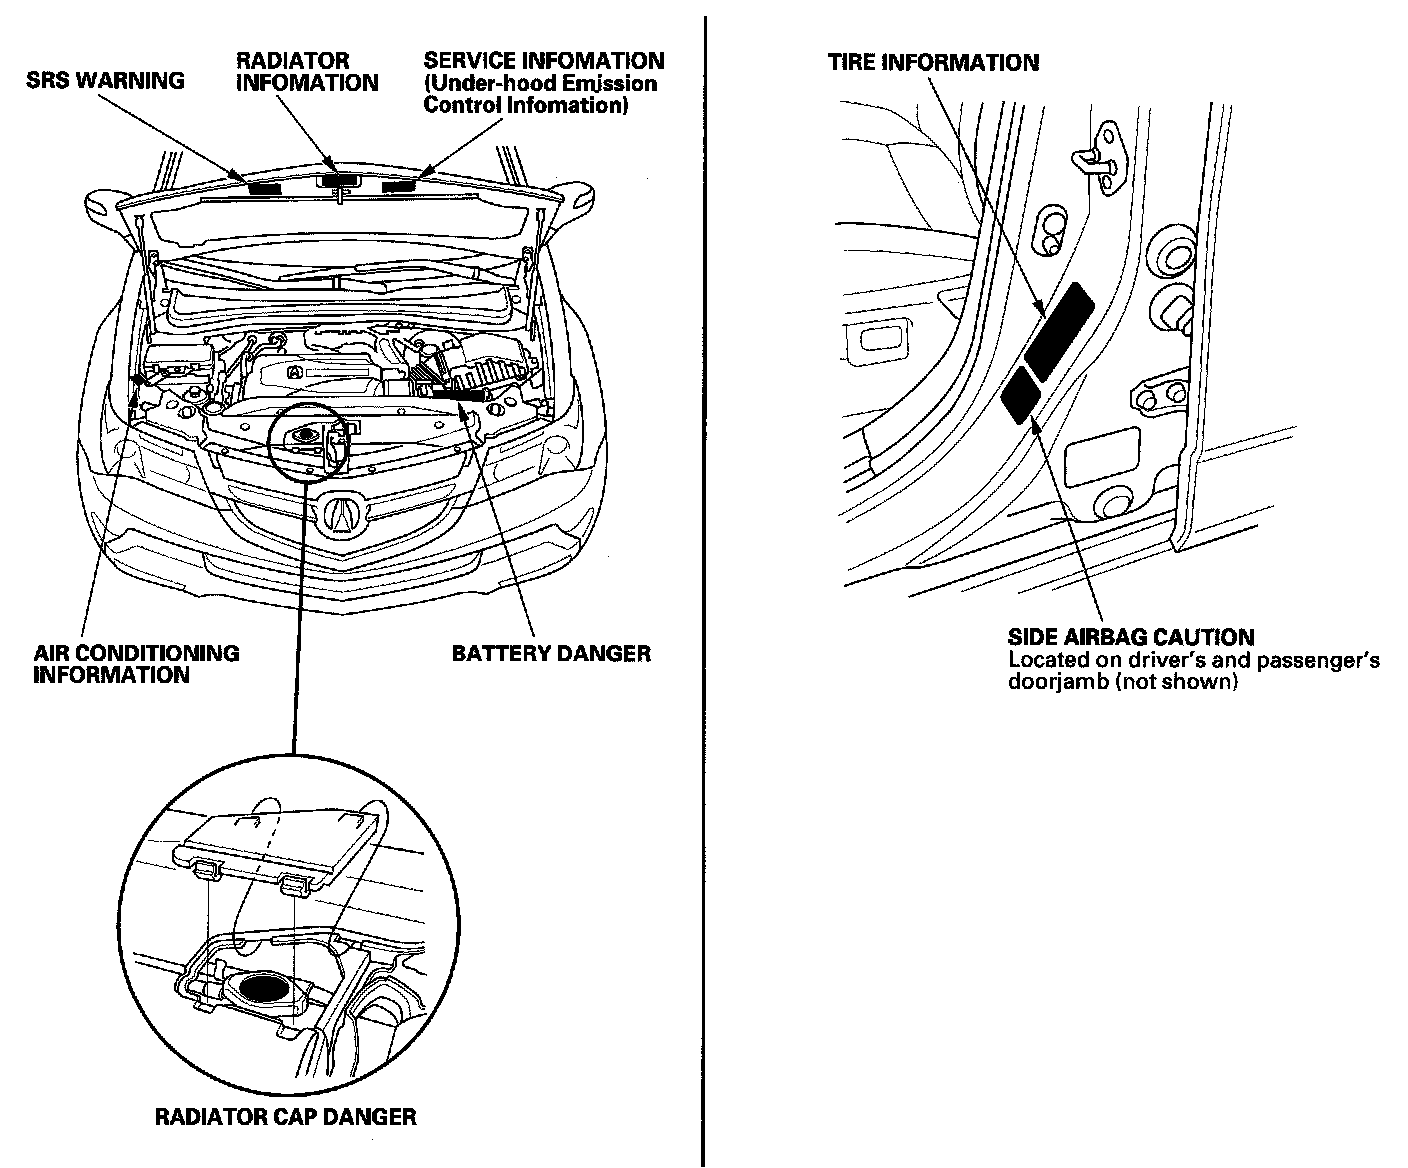 SRS WARNING
RADIATOR
INFOMATION
SERVICE INFOMATION
(Under-hood Emission
Control Infomation)
AIR CONDITIONING
INFORMATION
BATTERY DANGER
RADIATOR CAP DANGER
TIRE INFORMATION
SIDE AIRBAG CAUTION
Located on driver's and passenger's
doorjamb (not shown)